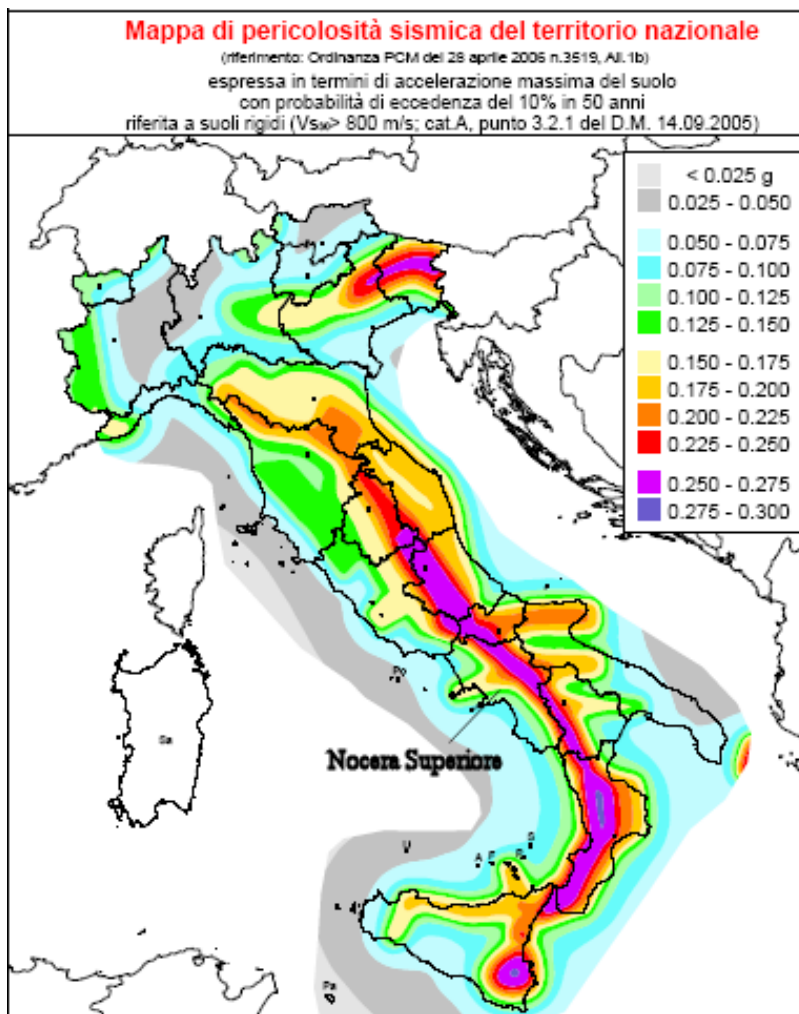 Mappa di pericolosità sismica del territorio nazionale
(riferimento: Ordinanza PCM del 28 aprile 2006 n.3519, All.1b)
espressa in termini di accelerazione massima del suolo
con probabilità di eccedenza del 10% in 50 anni
riferita a suoli rigidi (Vs₃₀> 800 m/s; cat.A, punto 3.2.1 del D.M. 14.09.2005)
< 0.025 g
0.025 - 0.050
0.050 - 0.075
0.075 - 0.100
0.100 - 0.125
0.125 - 0.150
0.150 - 0.175
0.175 - 0.200
0.200 - 0.225
0.225 - 0.250
0.250 - 0.275
0.275 - 0.300
Po
Sa
Nocera Superiore
U
A
F
S
Pa